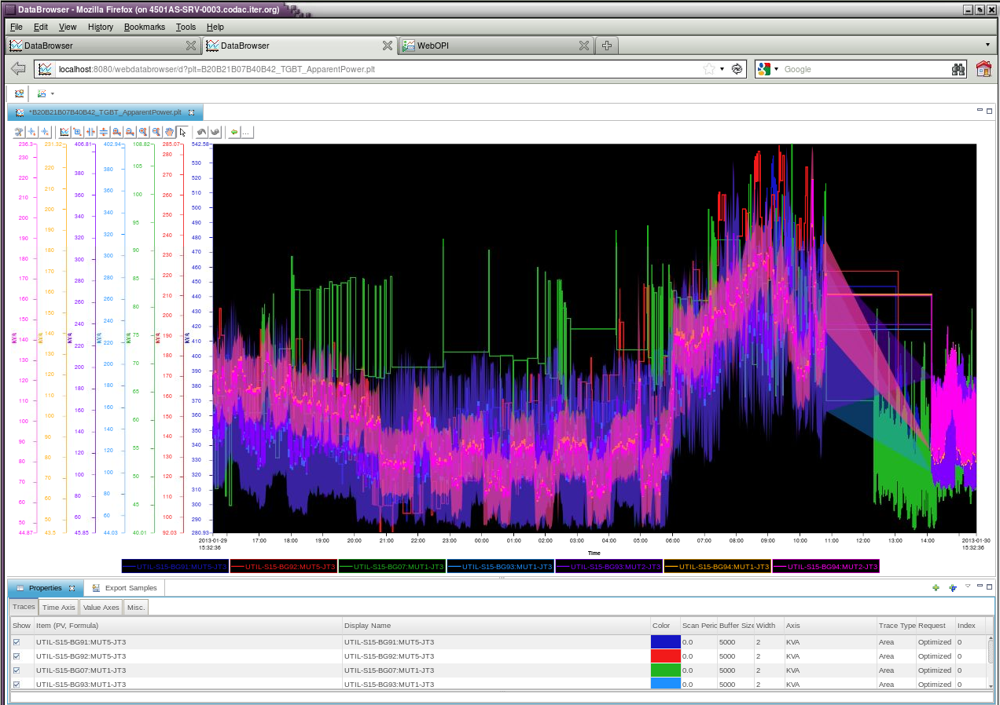 DataBrowser - Mozilla Firefox (on 4501AS-SRV-0003.codac.iter.org)
File Edit View History Bookmarks Tools Help
DataBrowser DataBrowser WebOPI
localhost:8080/webdatabrowser/d?plt=B20B21B07B40B42_TGBT_ApparentPower.plt Google
*B20B21B07B40B42_TGBT_ApparentPower.plt
...
236.3 230 220 210 200 190 180 170 160 150 140 130 120 110 100 90 80 70 60 50 44.87
KVA
231.32 220 210 200 190 180 170 160 150 140 130 120 110 100 90 80 70 60 50 43.5
KVA
406.81 380 360 340 320 300 280 260 240 220 200 180 160 140 120 100 80 60 45.85
KVA
402.94 380 360 340 320 300 280 260 240 220 200 180 160 140 120 100 80 60 44.03
KVA
108.82 105 100 95 90 85 80 75 70 65 60 55 50 45 40.01
KVA
285.07 280 270 260 250 240 230 220 210 200 190 180 170 160 150 140 130 120 110 100 92.03
KVA
542.58 530 520 510 500 490 480 470 460 450 440 430 420 410 400 390 380 370 360 350 340 330 320 310 300 290 280.93
KVA
2013-01-29 17:00 18:00 19:00 20:00 21:00 22:00 23:00 00:00 01:00 02:00 03:00 04:00 05:00 06:00 07:00 08:00 09:00 10:00 11:00 12:00 13:00 14:00 2013-01-30
15:32:36 15:32:36
Time
UTIL-S15-BG91:MUT5-JT3 UTIL-S15-BG92:MUT5-JT3 UTIL-S15-BG07:MUT1-JT3 UTIL-S15-BG93:MUT1-JT3 UTIL-S15-BG93:MUT2-JT3 UTIL-S15-BG94:MUT1-JT3 UTIL-S15-BG94:MUT2-JT3
Properties Export Samples
Traces Time Axis Value Axes Misc.
Show Item (PV, Formula) Display Name Color Scan Peric Buffer Size Width Axis Trace Type Request Index
UTIL-S15-BG91:MUT5-JT3 UTIL-S15-BG91:MUT5-JT3 0.0 5000 2 KVA Area Optimized 0
UTIL-S15-BG92:MUT5-JT3 UTIL-S15-BG92:MUT5-JT3 0.0 5000 2 KVA Area Optimized 0
UTIL-S15-BG07:MUT1-JT3 UTIL-S15-BG07:MUT1-JT3 0.0 5000 2 KVA Area Optimized 0
UTIL-S15-BG93:MUT1-JT3 UTIL-S15-BG93:MUT1-JT3 0.0 5000 2 KVA Area Optimized 0